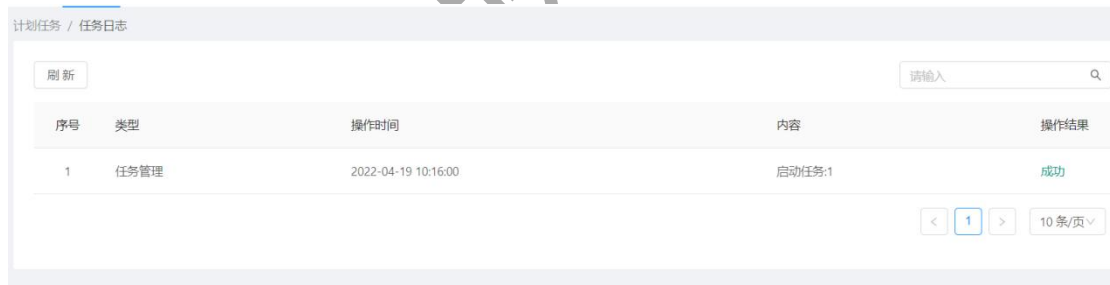 计划任务 / 任务日志
刷 新
请输入
序号 类型 操作时间 内容 操作结果
1 任务管理 2022-04-19 10:16:00 启动任务:1 成功
< 1 > 10 条/页